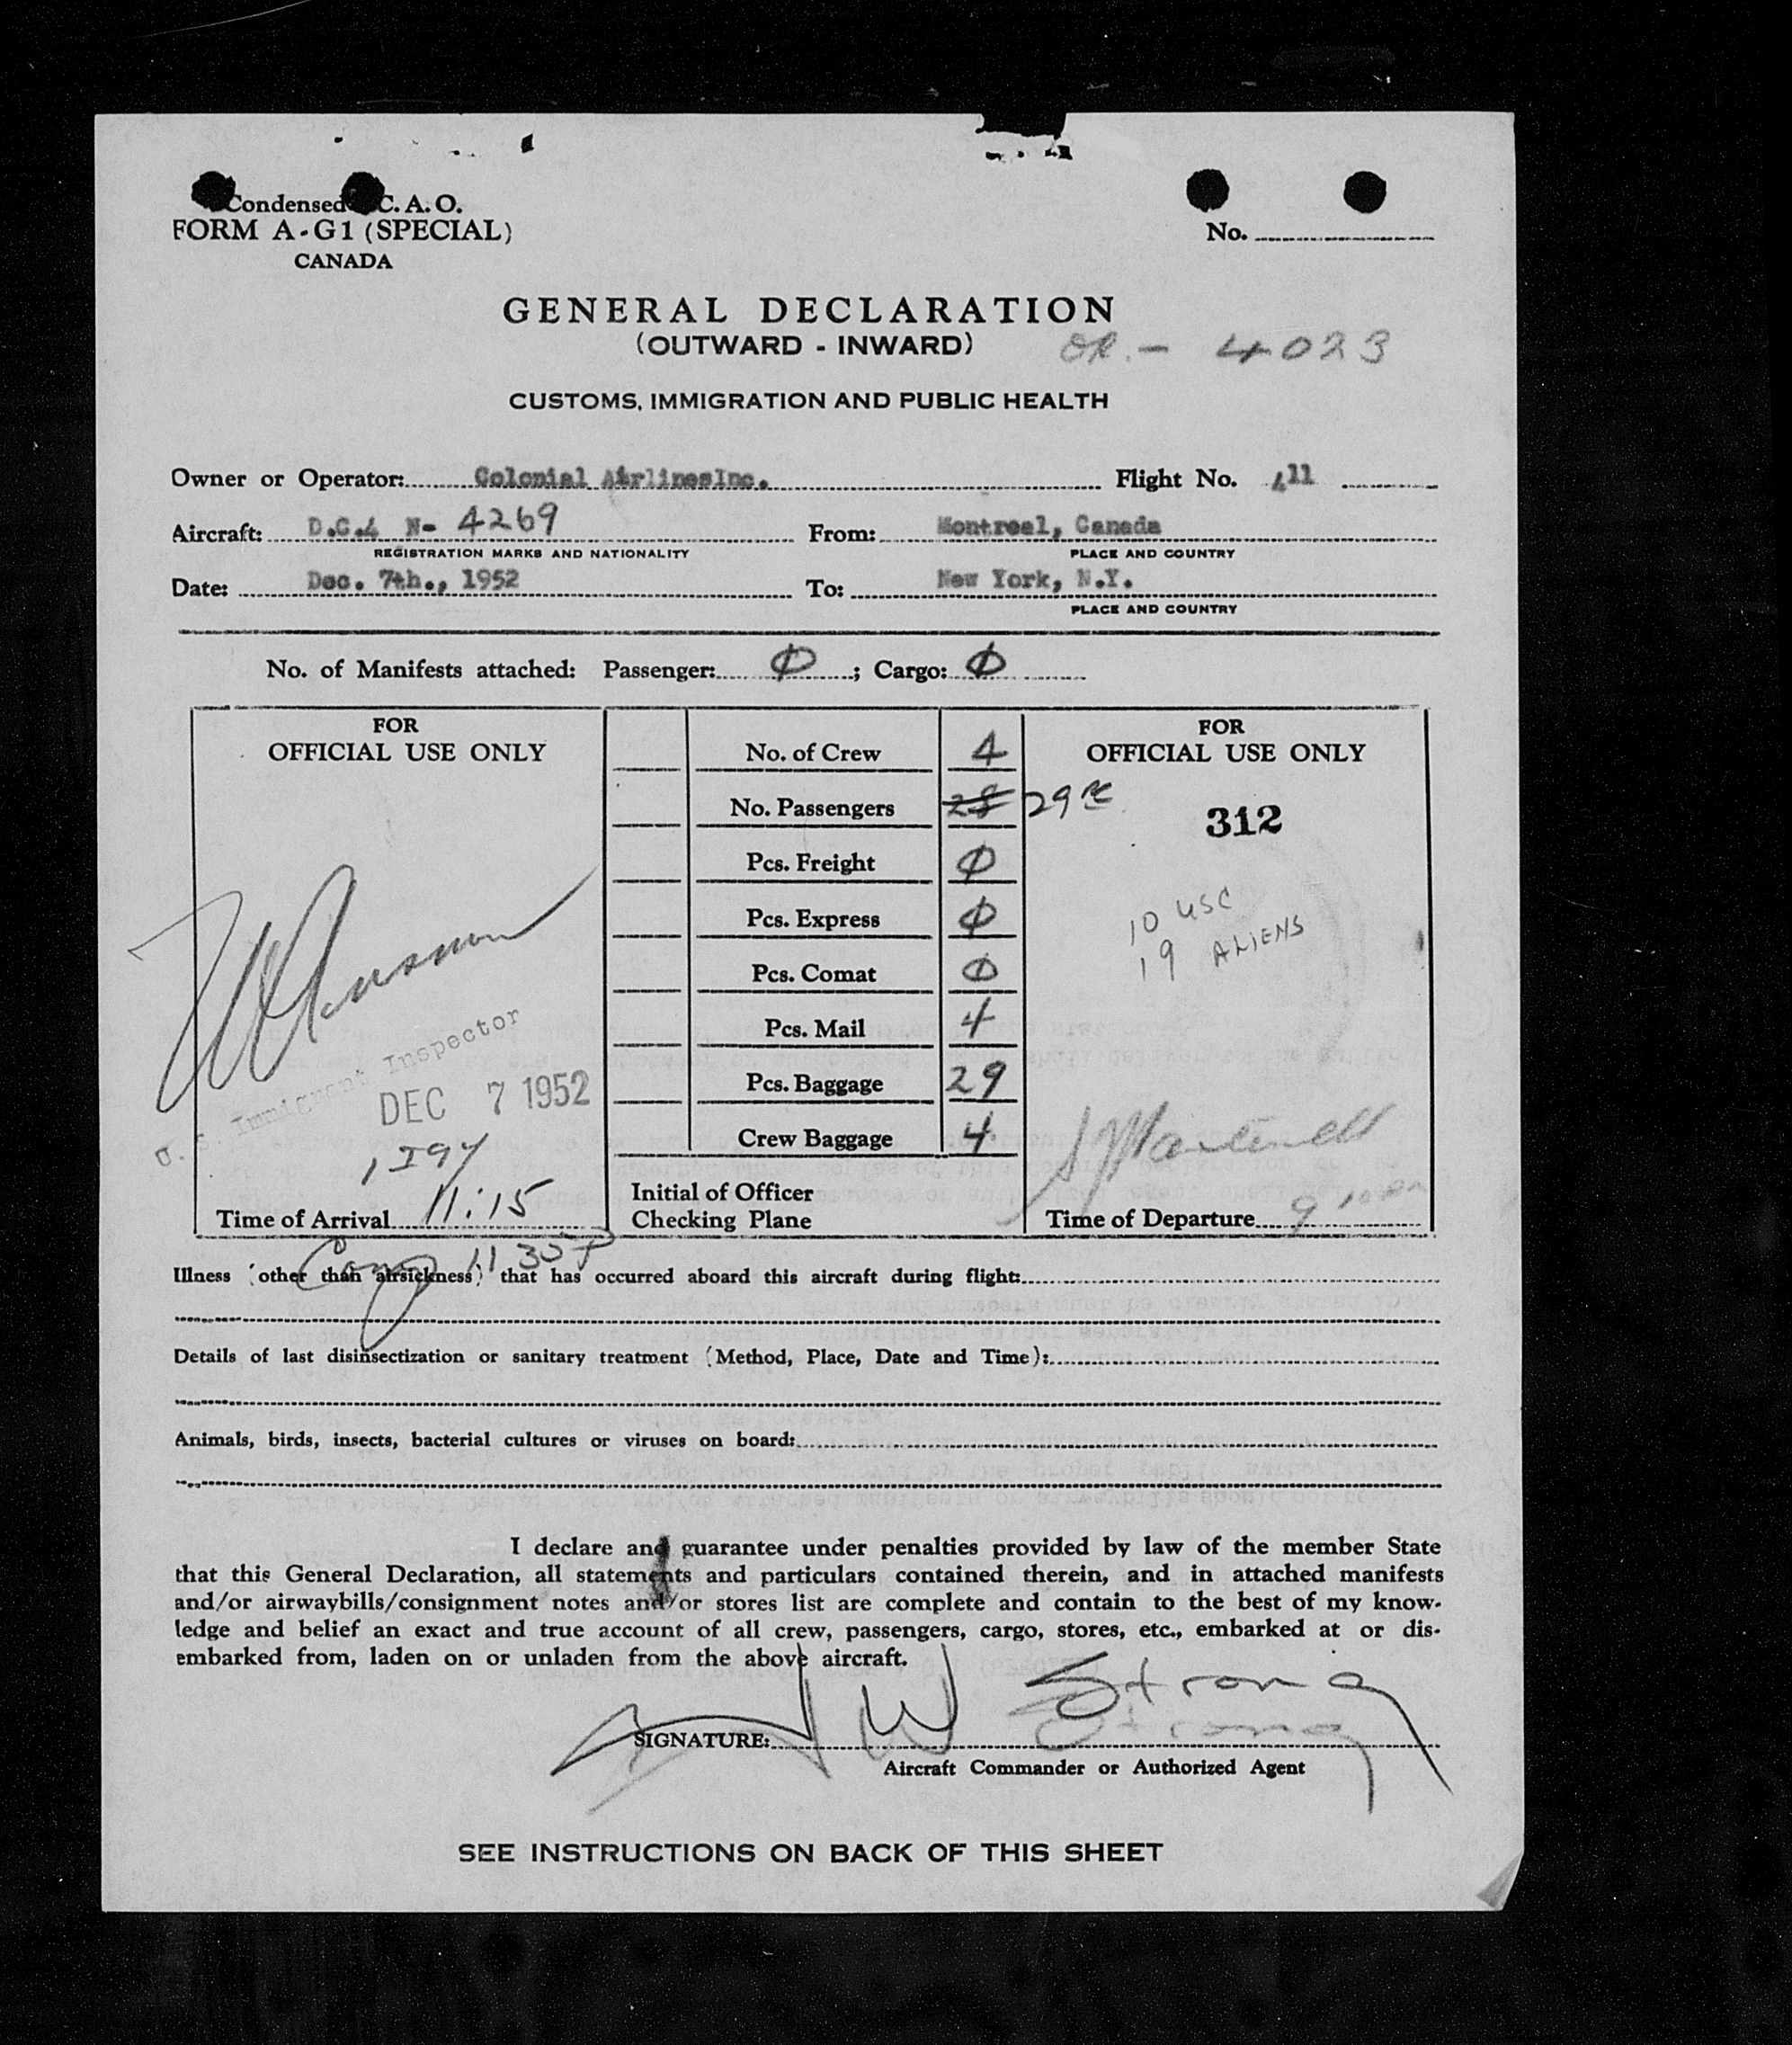 Condensed C.A.O.
FORM A-G1 (SPECIAL)
CANADA
No.
GENERAL DECLARATION
(OUTWARD - INWARD)
OR. - 4023
CUSTOMS, IMMIGRATION AND PUBLIC HEALTH
Owner or Operator: Colonial AirlinesInc. Flight No. 411
Aircraft: D.C.4 N- 4269 From: Montreal, Canada
REGISTRATION MARKS AND NATIONALITY PLACE AND COUNTRY
Date: Dec. 7th., 1952 To: New York, N.Y.
PLACE AND COUNTRY
No. of Manifests attached: Passenger: 0; Cargo: 0
FOR
OFFICIAL USE ONLY
U.S. Immigrant Inspector
DEC 7 1952
Time of Arrival 11:15
No. of Crew 4
No. Passengers 28 29
Pcs. Freight 0
Pcs. Express 0
Pcs. Comat 0
Pcs. Mail 4
Pcs. Baggage 29
Crew Baggage 4
Initial of Officer
Checking Plane
FOR
OFFICIAL USE ONLY
312
10 USC
19 ALIENS
Time of Departure 9 10 PM
11 30 P
Illness (other than airsickness) that has occurred aboard this aircraft during flight:
Details of last disinsectization or sanitary treatment (Method, Place, Date and Time):
Animals, birds, insects, bacterial cultures or viruses on board:
I declare and guarantee under penalties provided by law of the member State
that this General Declaration, all statements and particulars contained therein, and in attached manifests
and/or airwaybills/consignment notes and/or stores list are complete and contain to the best of my know-
ledge and belief an exact and true account of all crew, passengers, cargo, stores, etc., embarked at or dis-
embarked from, laden on or unladen from the above aircraft.
SIGNATURE: W Strong
Aircraft Commander or Authorized Agent
SEE INSTRUCTIONS ON BACK OF THIS SHEET